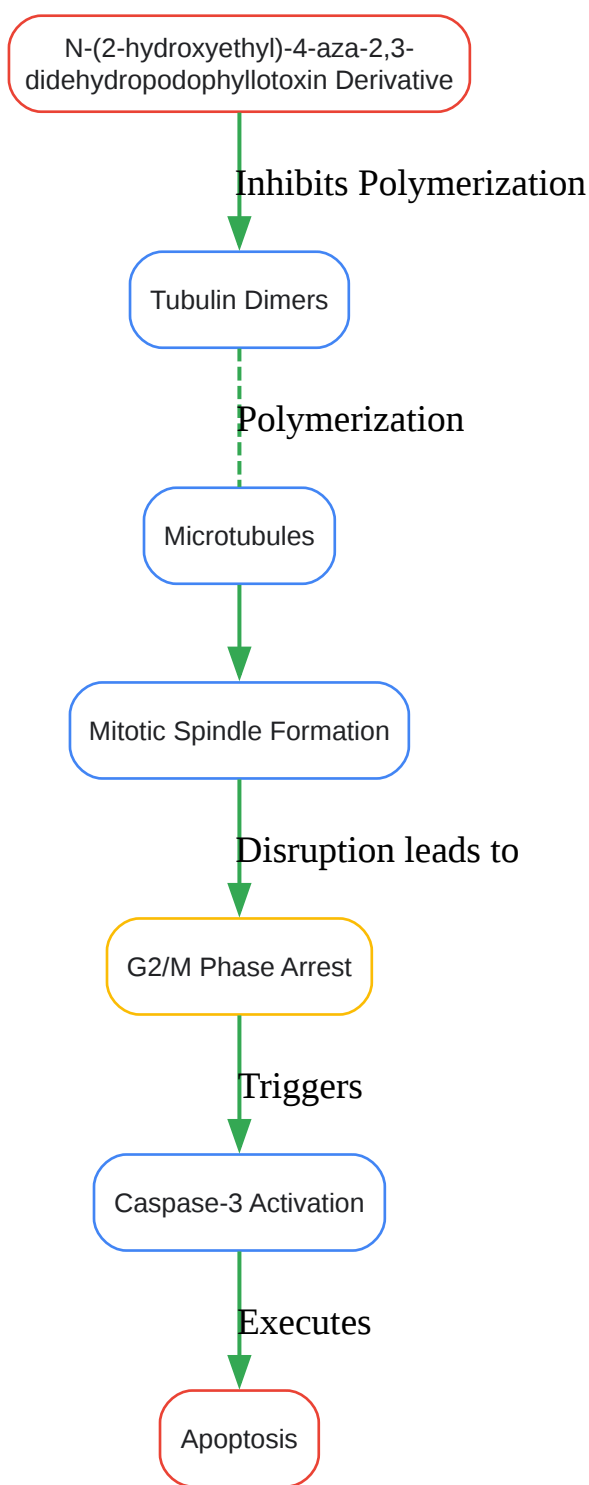 N-(2-hydroxyethyl)-4-aza-2,3-
didehydropodophyllotoxin Derivative
Inhibits Polymerization
Tubulin Dimers
Polymerization
Microtubules
Mitotic Spindle Formation
Disruption leads to
G2/M Phase Arrest
Triggers
Caspase-3 Activation
Executes
Apoptosis